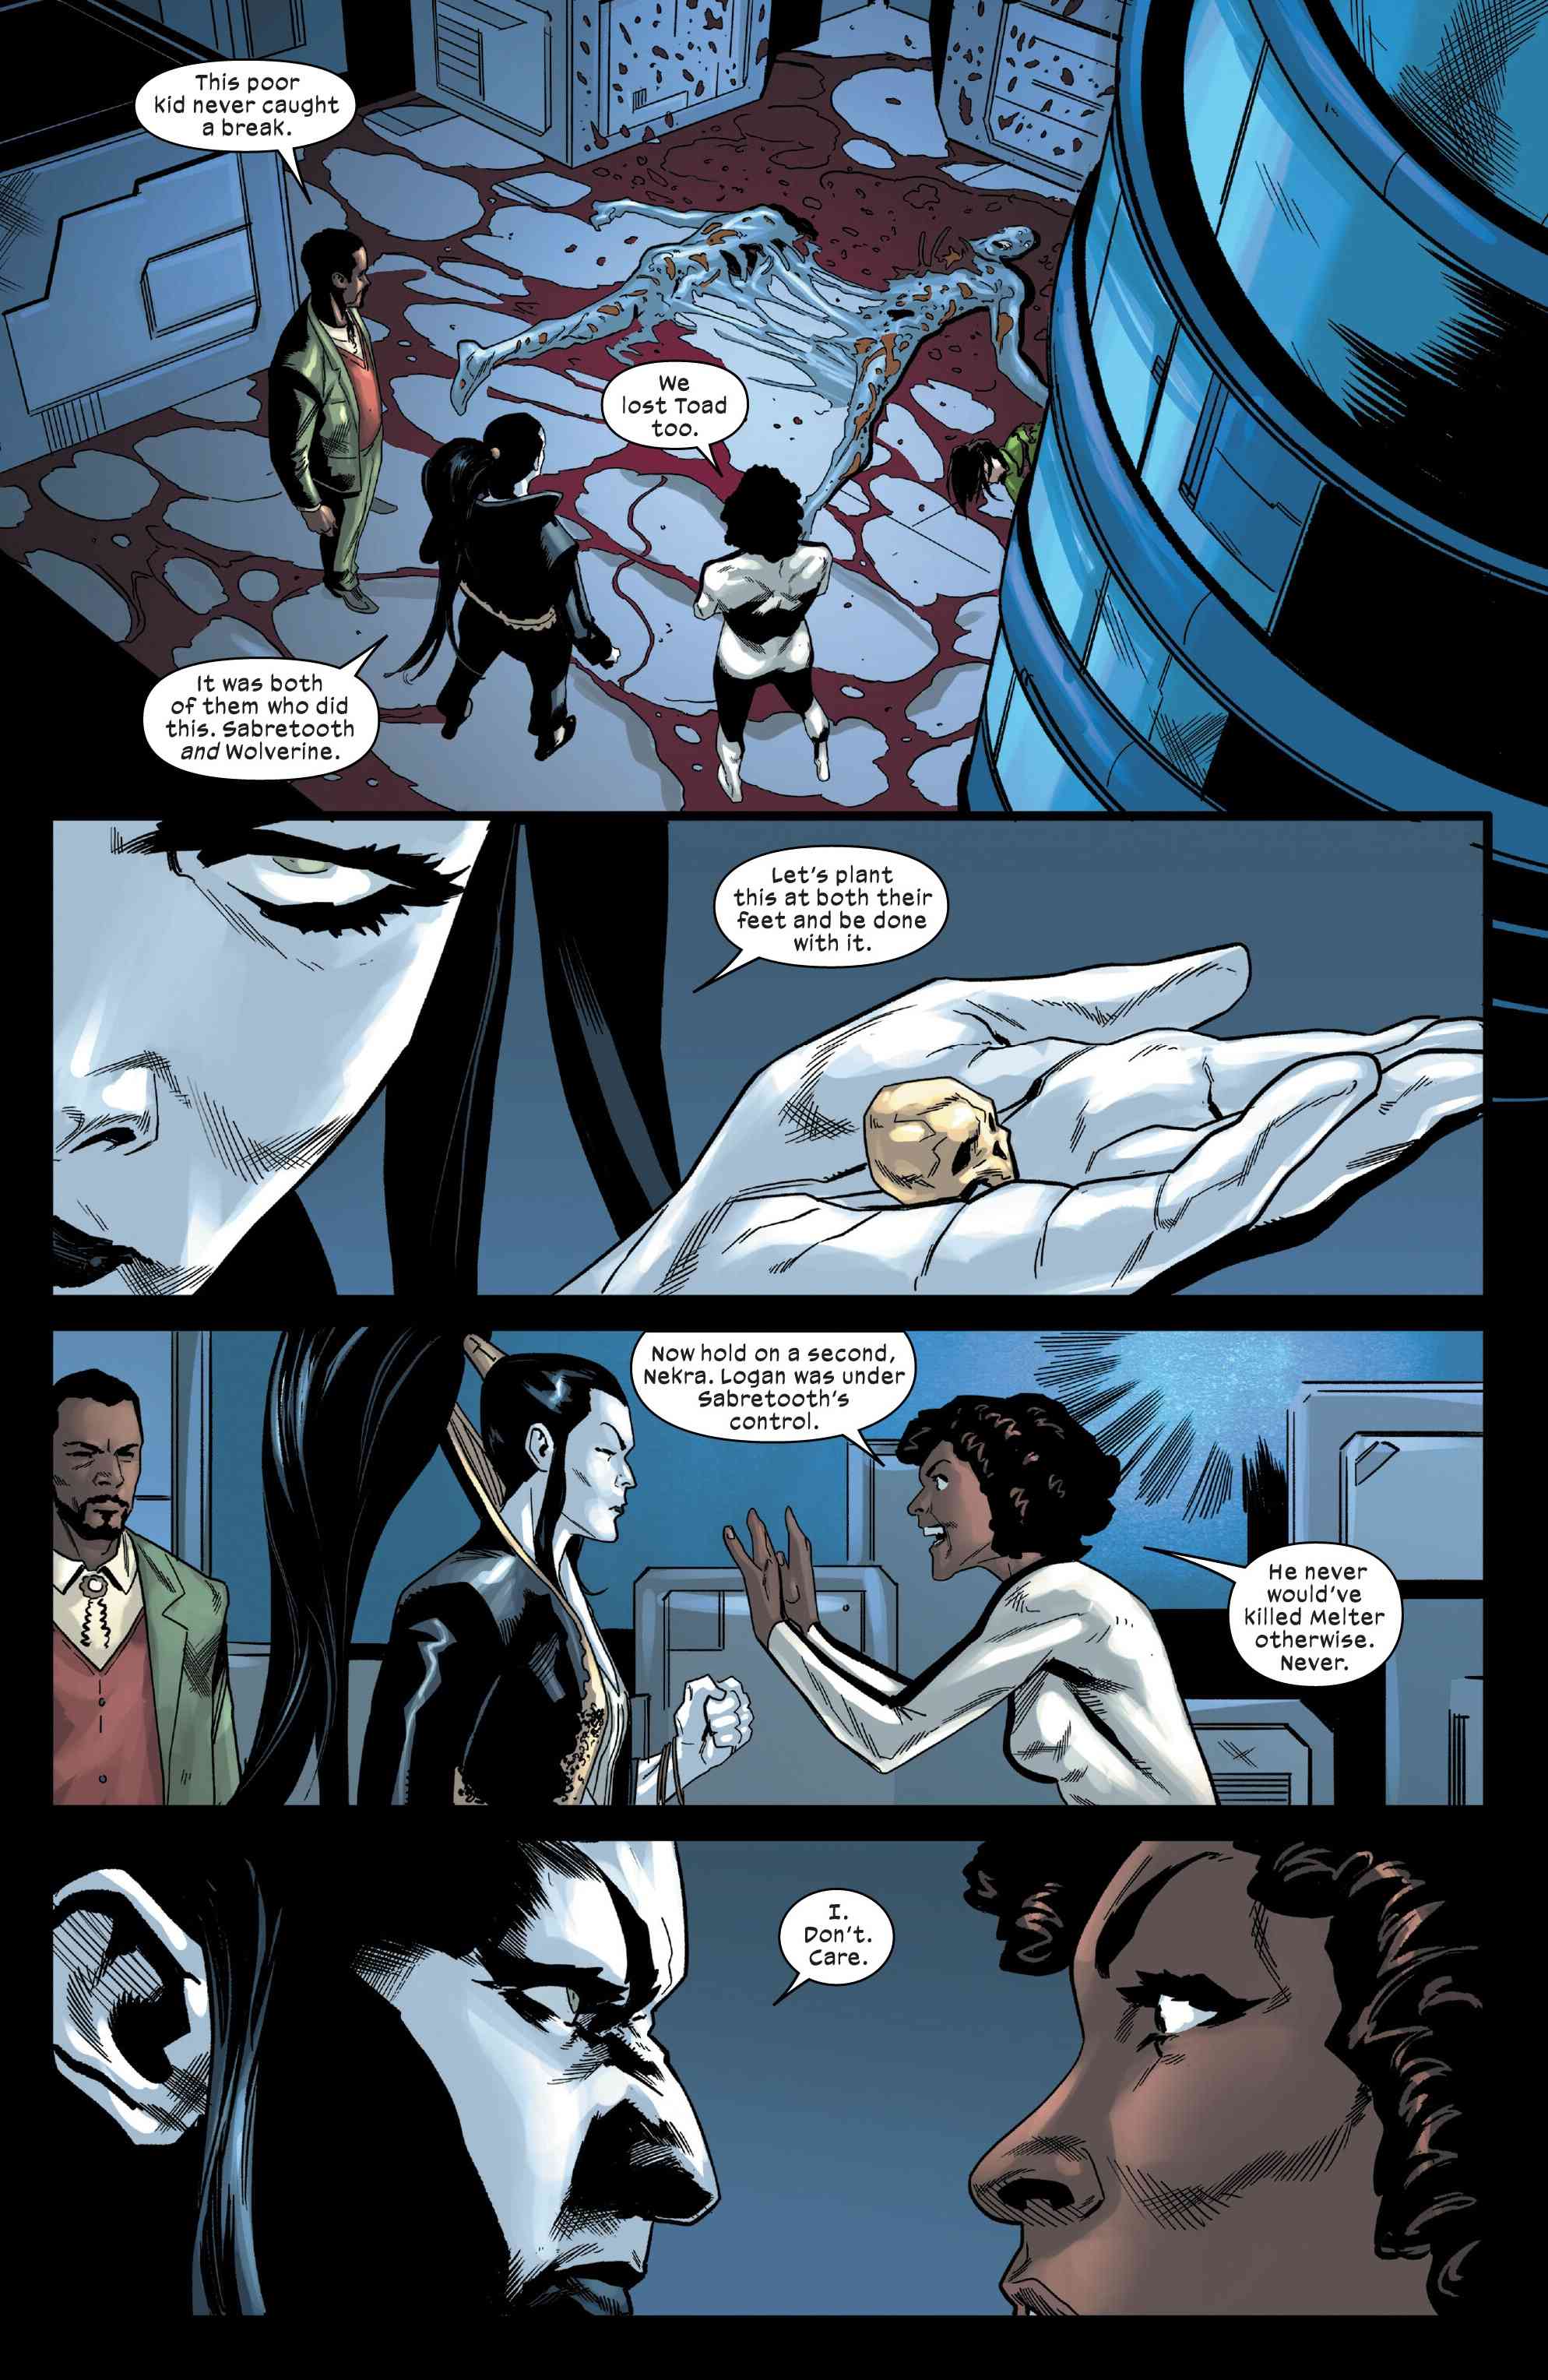 This poor
kid never caught
a break.
We
lost Toad
too.
It was both
of them who did
this. Sabretooth
and Wolverine.
Let's plant
this at both their
feet and be done
with it.
Now hold on a second,
Nekra. Logan was under
Sabretooth's
control.
He never
would've
killed Melter
otherwise.
Never.
I.
Don't.
Care.